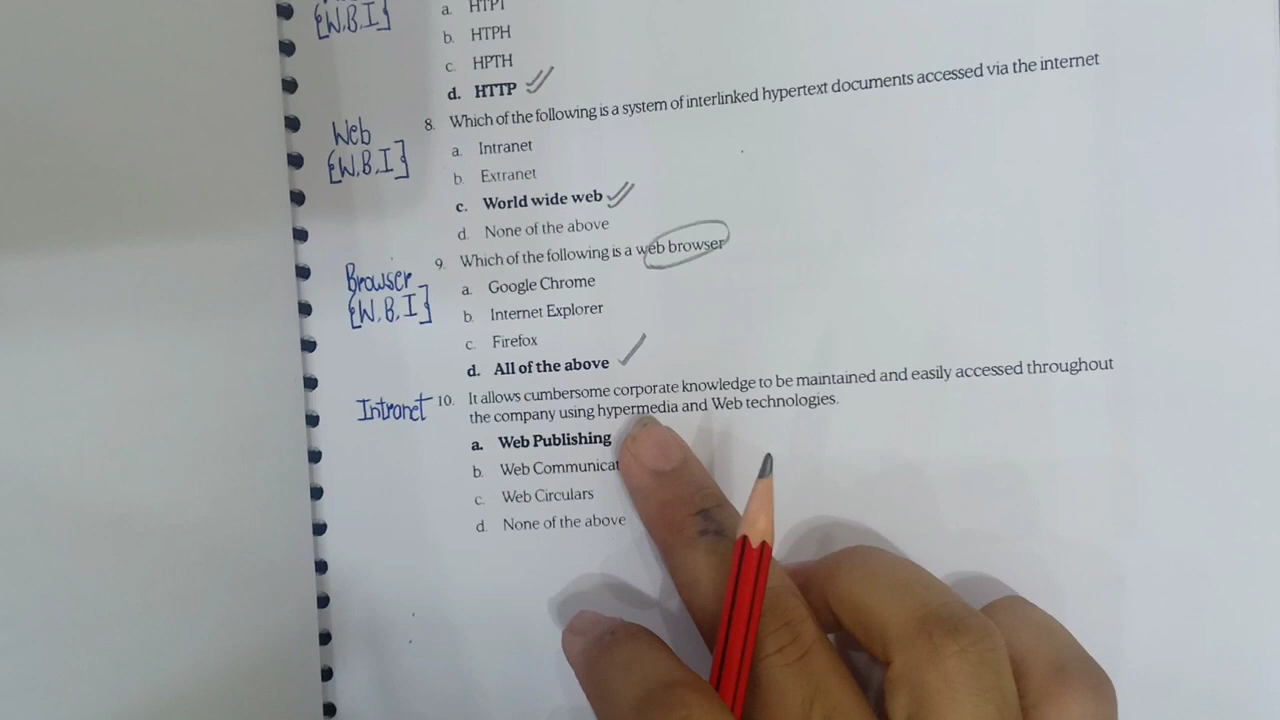 [W.B.I]
a. HTPT
b. HTPH
c. HPTH
d. HTTP
Web
[W.B.I]
8. Which of the following is a system of interlinked hypertext documents accessed via the internet
a. Intranet
b. Extranet
c. World wide web
d. None of the above
Browser
[W.B.I]
9. Which of the following is a web browser
a. Google Chrome
b. Internet Explorer
c. Firefox
d. All of the above
Intranet
10. It allows cumbersome corporate knowledge to be maintained and easily accessed throughout
the company using hypermedia and Web technologies.
a. Web Publishing
b. Web Communicat
c. Web Circulars
d. None of the above